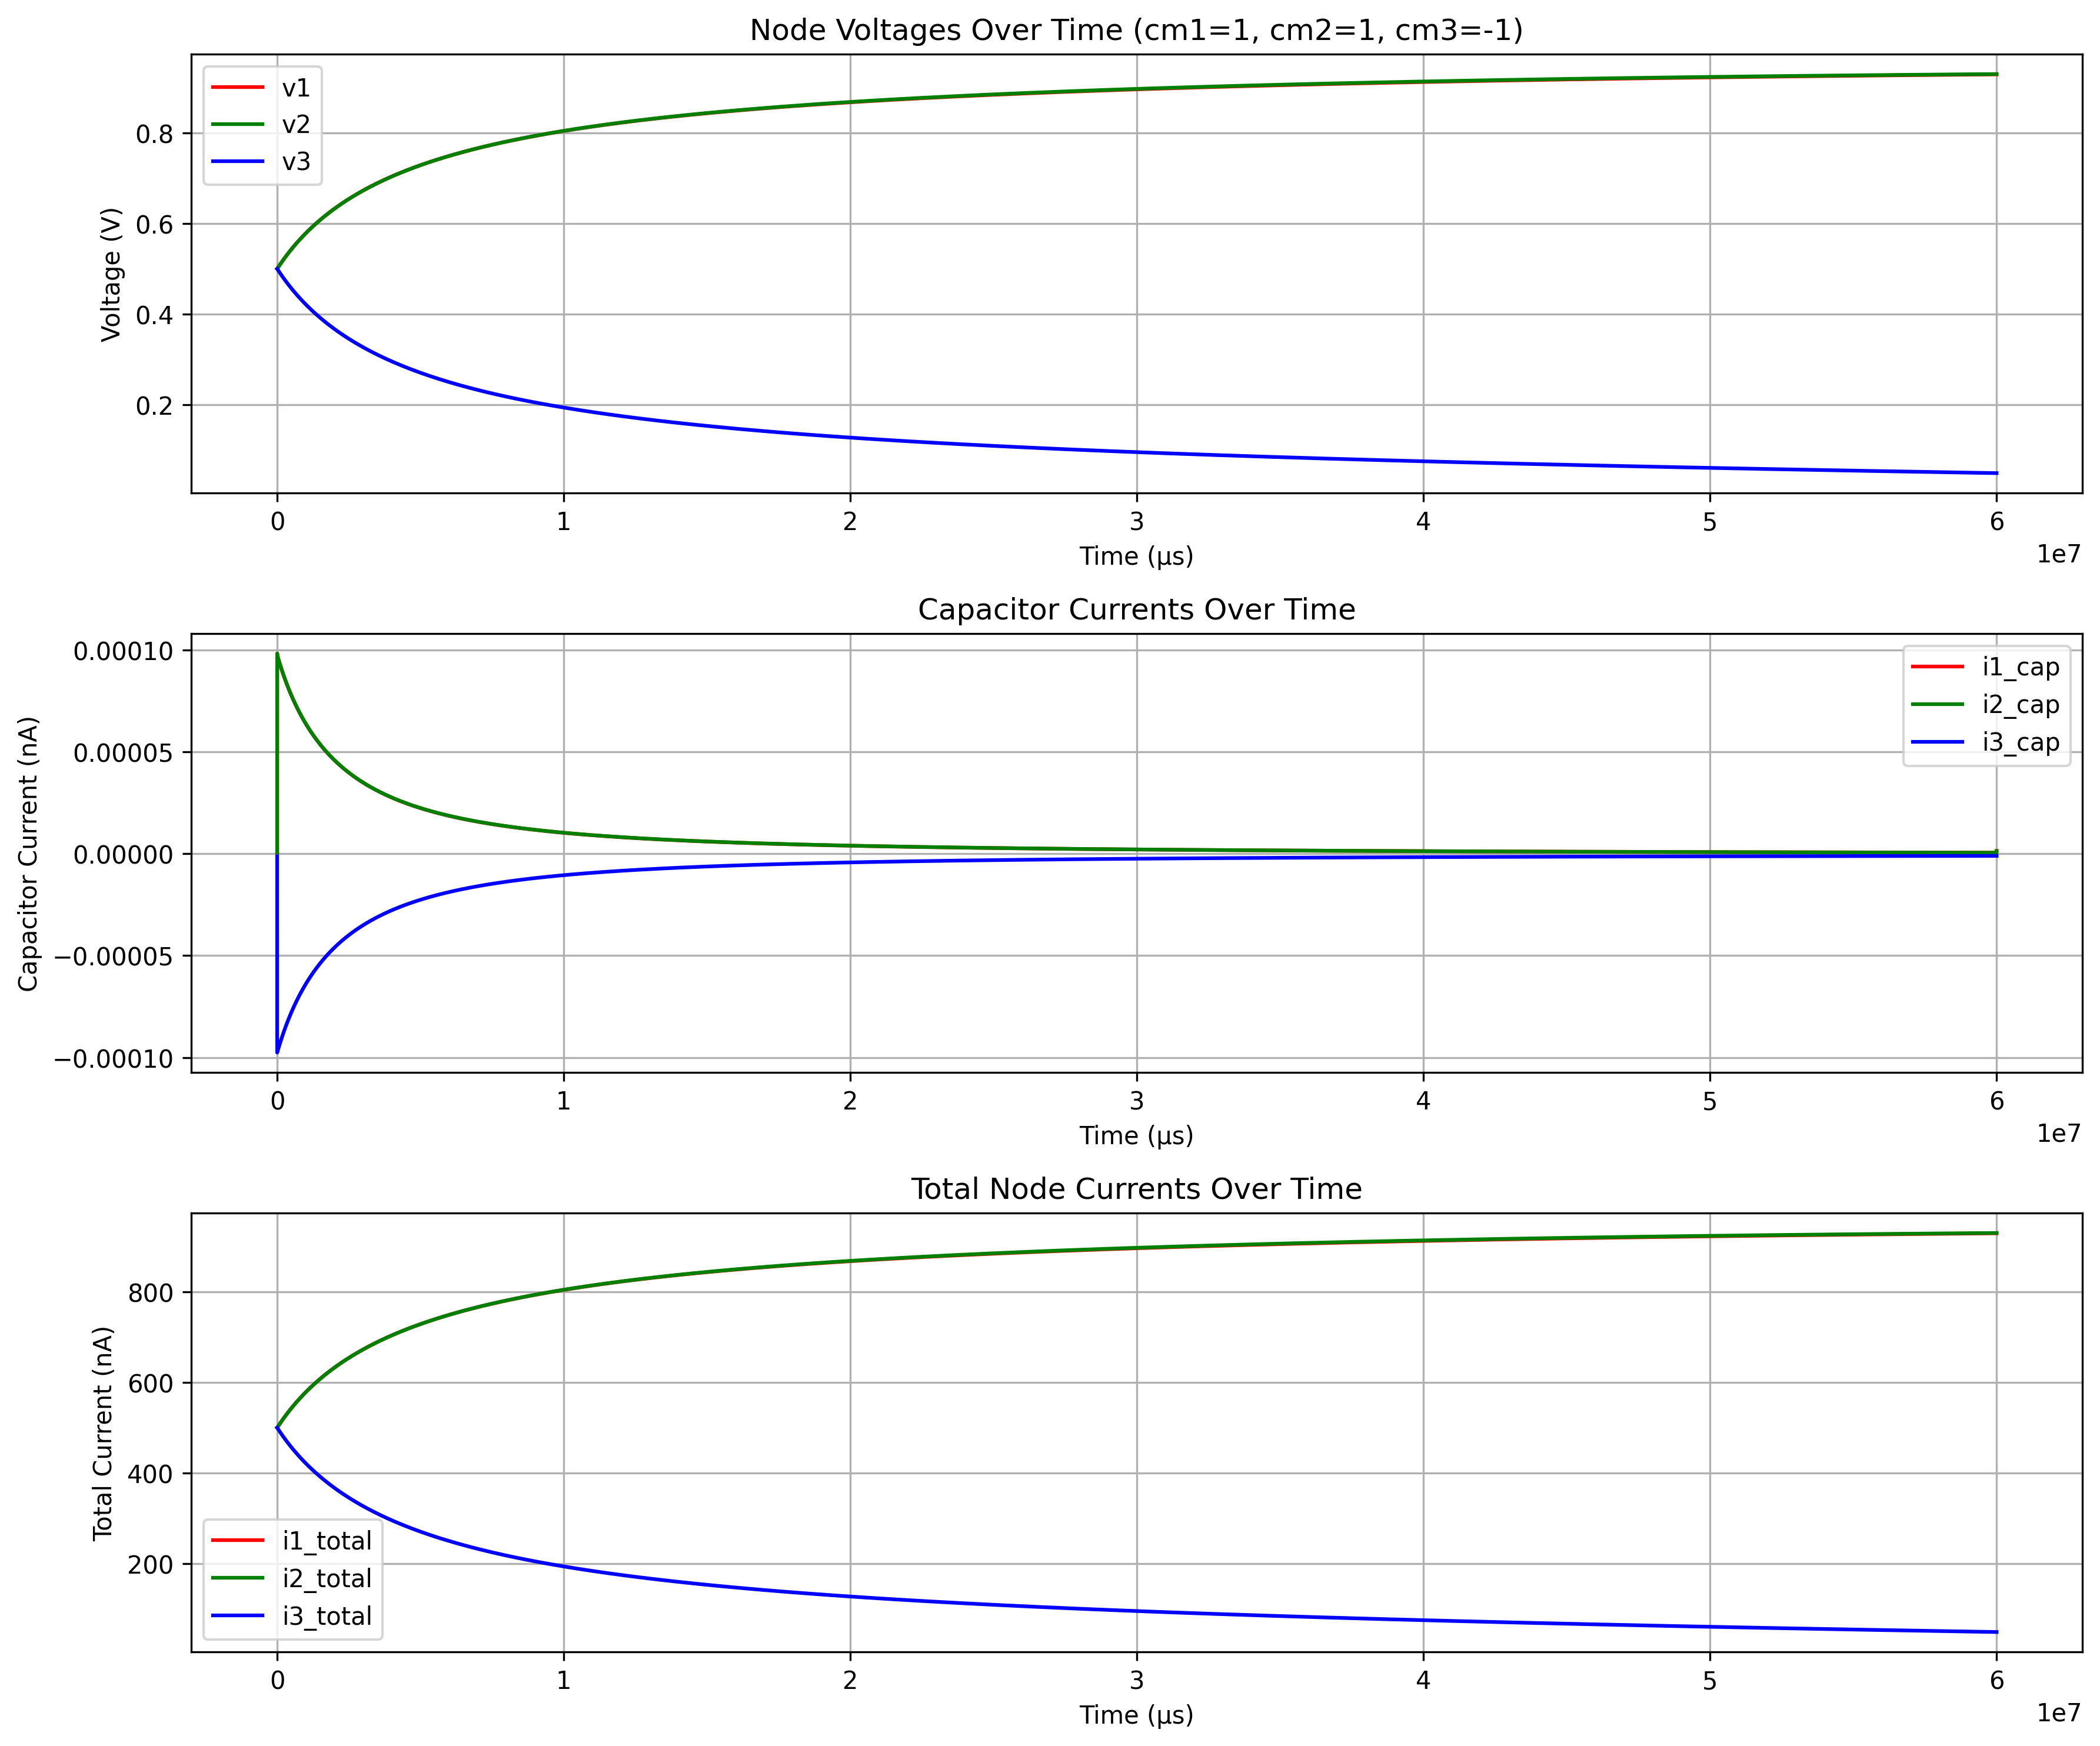 Node Voltages Over Time (cm1=1, cm2=1, cm3=-1)
v1
v2
v3
Voltage (V)
0.8
0.6
0.4
0.2
0 1 2 3 4 5 6
Time (µs)
1e7
Capacitor Currents Over Time
i1_cap
i2_cap
i3_cap
Capacitor Current (nA)
0.00010
0.00005
0.00000
−0.00005
−0.00010
0 1 2 3 4 5 6
Time (µs)
1e7
Total Node Currents Over Time
Total Current (nA)
800
600
400
200
i1_total
i2_total
i3_total
0 1 2 3 4 5 6
Time (µs)
1e7